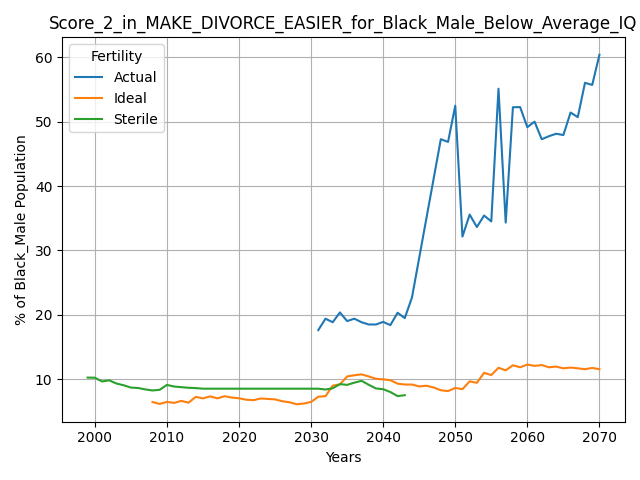 Score_2_in_MAKE_DIVORCE_EASIER_for_Black_Male_Below_Average_IQ
Fertility
Actual
Ideal
Sterile
% of Black_Male Population
60
50
40
30
20
10
2000 2010 2020 2030 2040 2050 2060 2070
Years